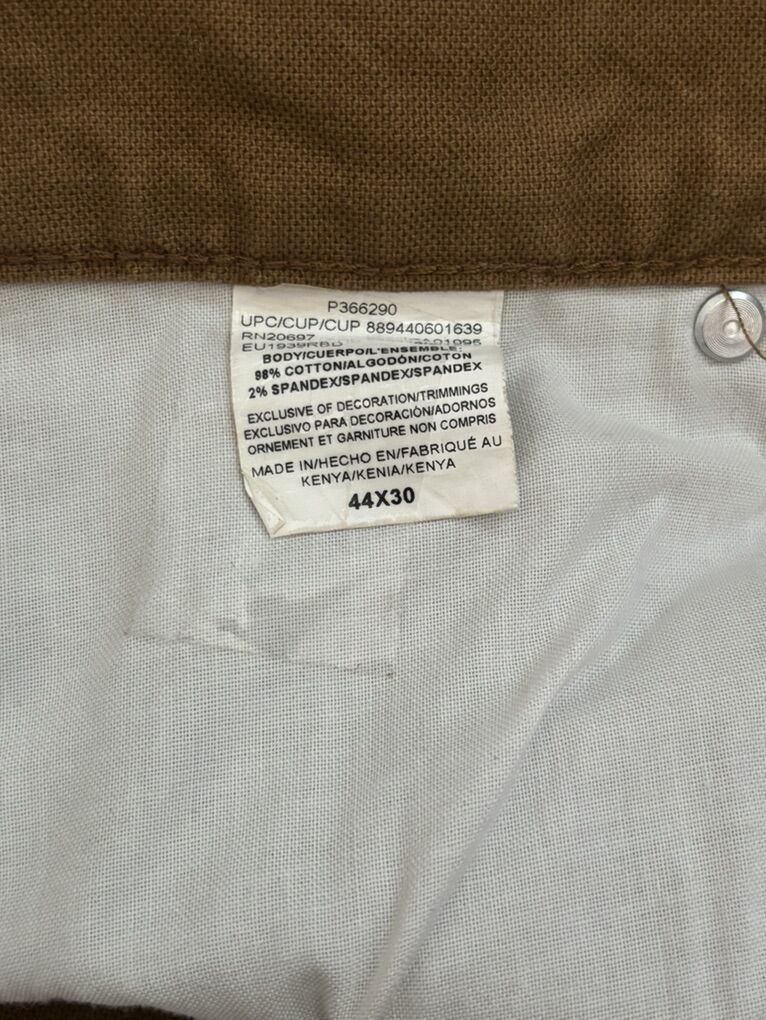 P366290
UPC/CUP/CUP 889440601639
RN20697
EU1939RBD
BODY/CUERPO/L'ENSEMBLE:
98% COTTON/ALGODÓN/COTON
2% SPANDEX/SPANDEX/SPANDEX
EXCLUSIVE OF DECORATION/TRIMMINGS
EXCLUSIVO PARA DECORACIÓN/ADORNOS
ORNEMENT ET GARNITURE NON COMPRIS
MADE IN/HECHO EN/FABRIQUÉ AU
KENYA/KENIA/KENYA
44X30